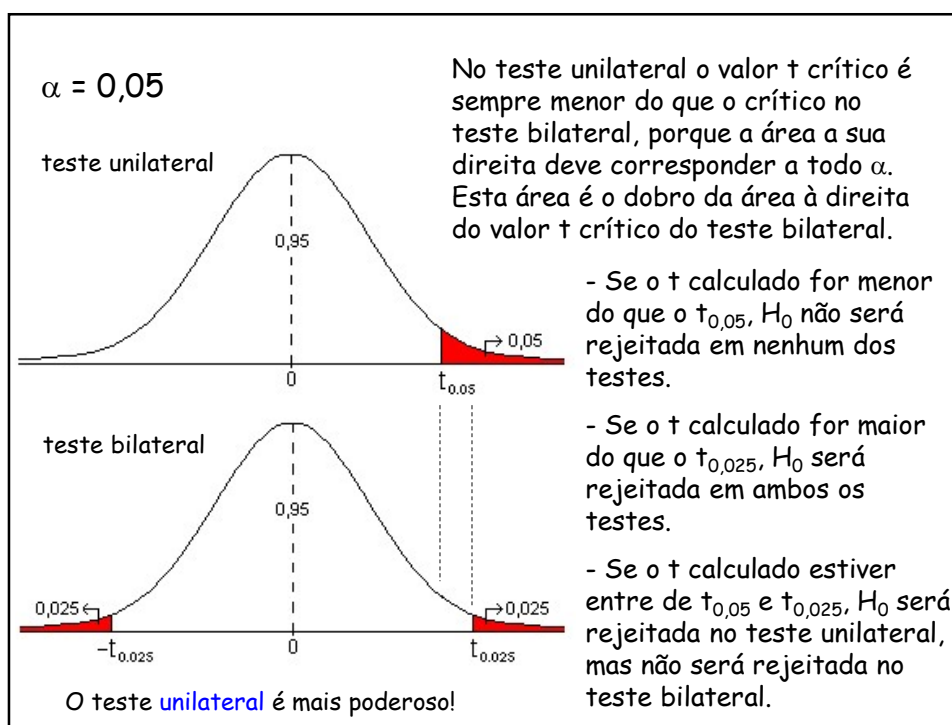 α = 0,05
No teste unilateral o valor t crítico é
sempre menor do que o crítico no
teste bilateral, porque a área a sua
direita deve corresponder a todo α.
Esta área é o dobro da área à direita
do valor t crítico do teste bilateral.
teste unilateral
0,95
0,05
0
t0.05
- Se o t calculado for menor
do que o t0,05, H0 não será
rejeitada em nenhum dos
testes.
teste bilateral
0,95
0,025
0,025
-t0.025
0
t0.025
- Se o t calculado for maior
do que o t0,025, H0 será
rejeitada em ambos os
testes.
- Se o t calculado estiver
entre de t0,05 e t0,025, H0 será
rejeitada no teste unilateral,
mas não será rejeitada no
teste bilateral.
O teste unilateral é mais poderoso!